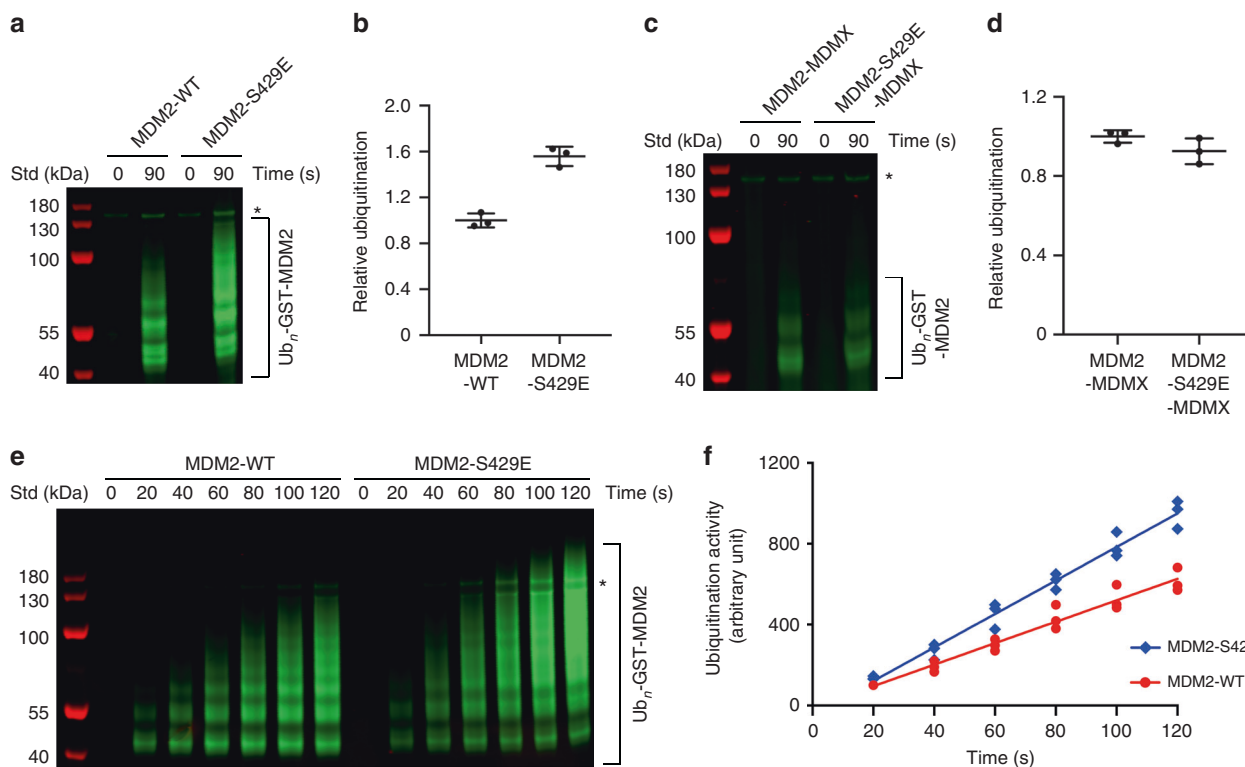 a
MDM2-WT
MDM2-S429E
Std (kDa)
0 90 0 90 Time (s)
180
130
100
55
40
*
Ubn-GST-MDM2
b
Relative ubiquitination
2.0
1.6
1.2
0.8
0.4
0
MDM2
-WT
MDM2
-S429E
c
MDM2-MDMX
MDM2-S429E
-MDMX
Std (kDa)
0 90 0 90 Time (s)
180
130
100
55
40
*
Ubn-GST
-MDM2
d
Relative ubiquitination
1.2
0.8
0.4
0
MDM2
-MDMX
MDM2
-S429E
-MDMX
e
MDM2-WT MDM2-S429E
Std (kDa) 0 20 40 60 80 100 120 0 20 40 60 80 100 120 Time (s)
180
130
100
55
40
*
Ubn-GST-MDM2
f
Ubiquitination activity
(arbitrary unit)
1200
800
400
0
0 20 40 60 80 100 120
Time (s)
MDM2-S42
MDM2-WT